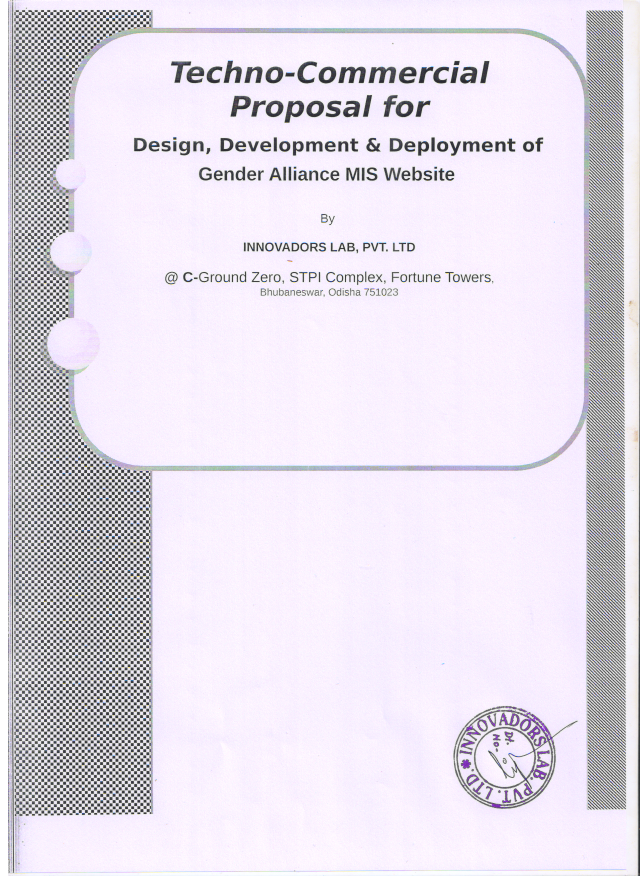 Techno-Commercial
Proposal for
Design, Development & Deployment of
Gender Alliance MIS Website
By
INNOVADORS LAB, PVT. LTD
@ C-Ground Zero, STPI Complex, Fortune Towers,
Bhubaneswar, Odisha 751023
* INNOVADORS LAB. PVT. LTD.
Dt.
No-